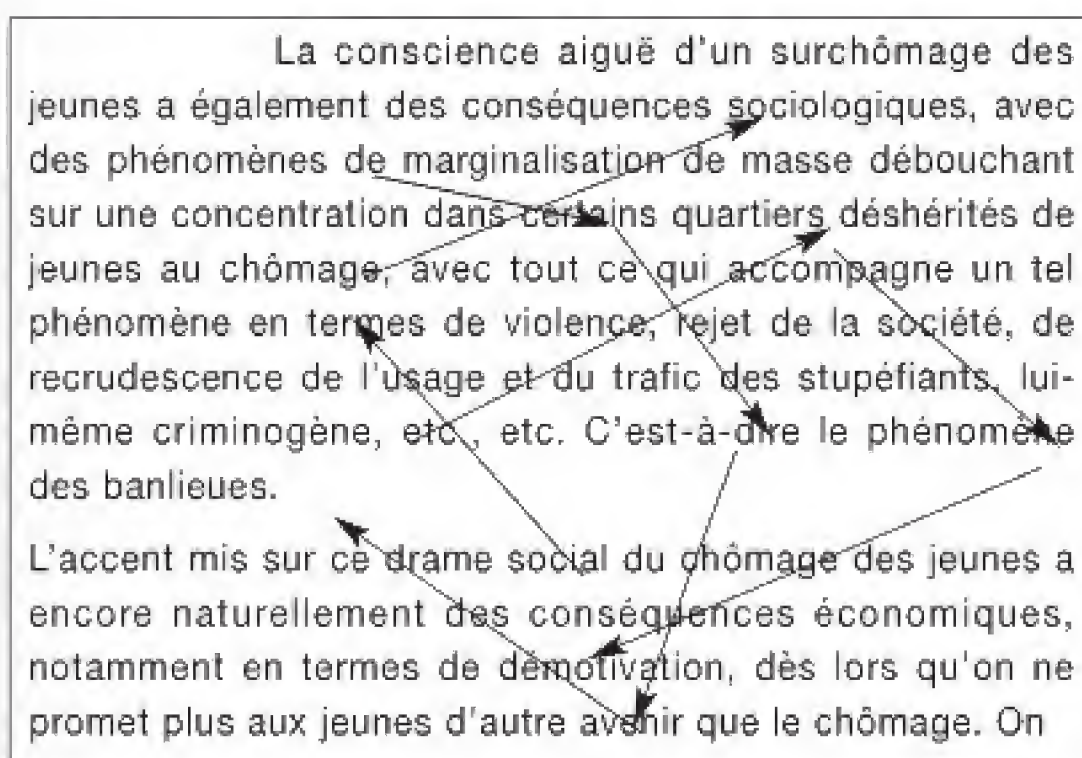 La conscience aiguë d'un surchômage des
jeunes a également des conséquences sociologiques, avec
des phénomènes de marginalisation de masse débouchant
sur une concentration dans certains quartiers déshérités de
jeunes au chômage, avec tout ce qui accompagne un tel
phénomène en termes de violence, rejet de la société, de
recrudescence de l'usage et du trafic des stupéfiants, lui-
même criminogène, etc., etc. C'est-à-dire le phénomène
des banlieues.
L'accent mis sur ce drame social du chômage des jeunes a
encore naturellement des conséquences économiques,
notamment en termes de démotivation, dès lors qu'on ne
promet plus aux jeunes d'autre avenir que le chômage. On